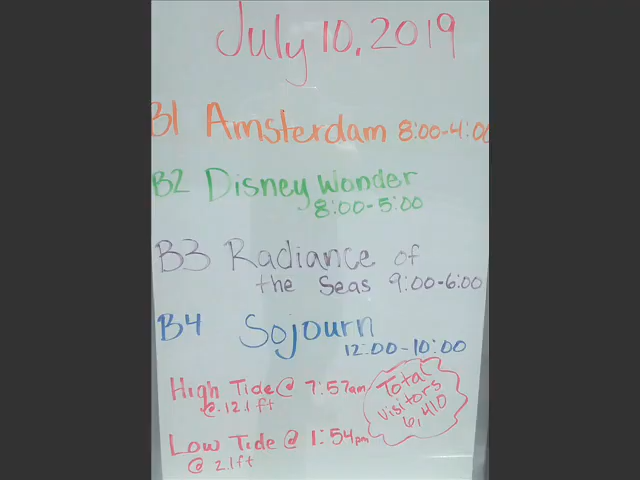 July 10, 2019
B1 Amsterdam 8:00-4:00
B2 Disney Wonder
8:00-5:00
B3 Radiance of
the Seas 9:00-6:00
B4 Sojourn
12:00-10:00
High Tide @ 7:57am
@ 12.1 ft
Low Tide @ 1:54pm
@ 2.1ft
Total
Visitors
6,410